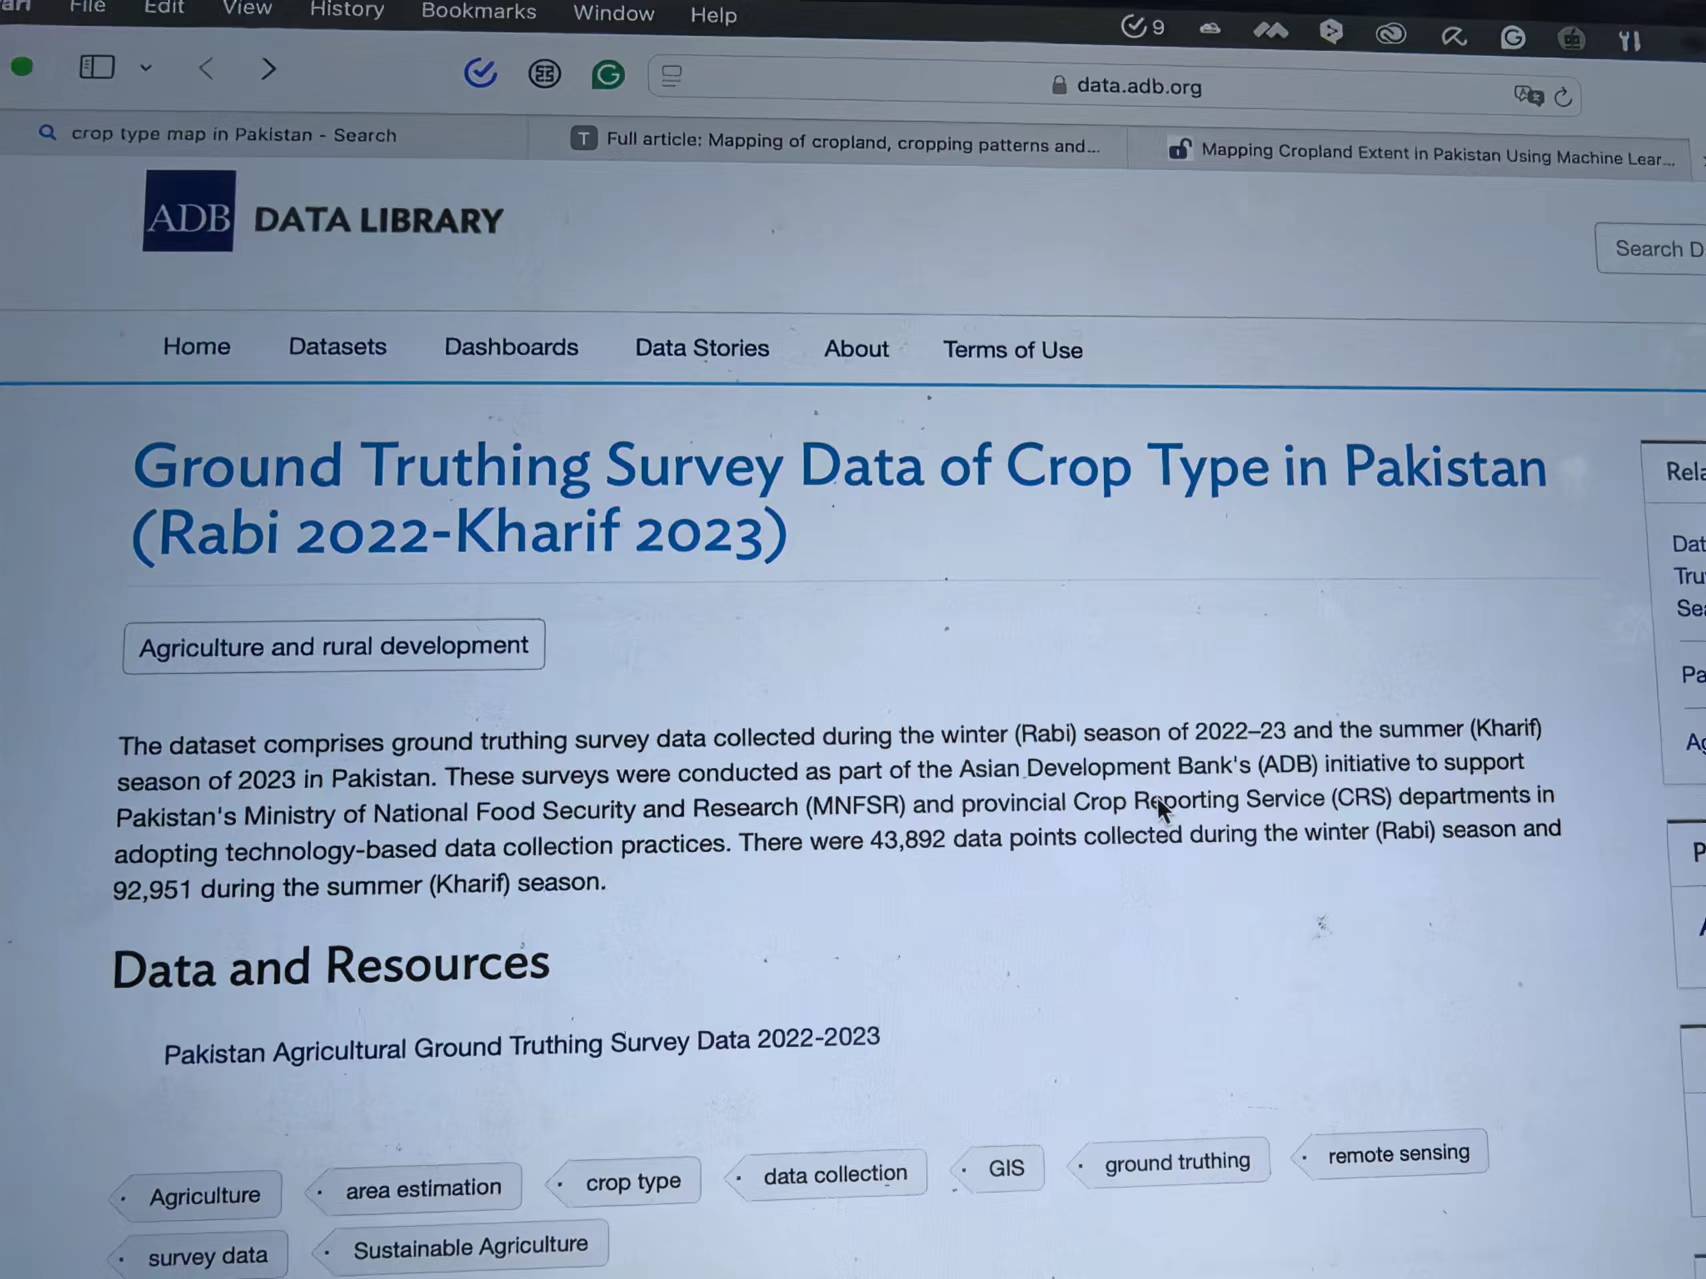 File Edit View History Bookmarks Window Help 9
data.adb.org
crop type map in Pakistan - Search
T Full article: Mapping of cropland, cropping patterns and...
Mapping Cropland Extent in Pakistan Using Machine Lear...
ADB DATA LIBRARY
Search D
Home Datasets Dashboards Data Stories About Terms of Use
Ground Truthing Survey Data of Crop Type in Pakistan
(Rabi 2022-Kharif 2023)
Agriculture and rural development
The dataset comprises ground truthing survey data collected during the winter (Rabi) season of 2022–23 and the summer (Kharif)
season of 2023 in Pakistan. These surveys were conducted as part of the Asian Development Bank's (ADB) initiative to support
Pakistan's Ministry of National Food Security and Research (MNFSR) and provincial Crop Reporting Service (CRS) departments in
adopting technology-based data collection practices. There were 43,892 data points collected during the winter (Rabi) season and
92,951 during the summer (Kharif) season.
Data and Resources
Pakistan Agricultural Ground Truthing Survey Data 2022-2023
Agriculture area estimation crop type data collection GIS ground truthing remote sensing
survey data Sustainable Agriculture
Rela
Dat
Tru
Sea
Pa
Ag
P